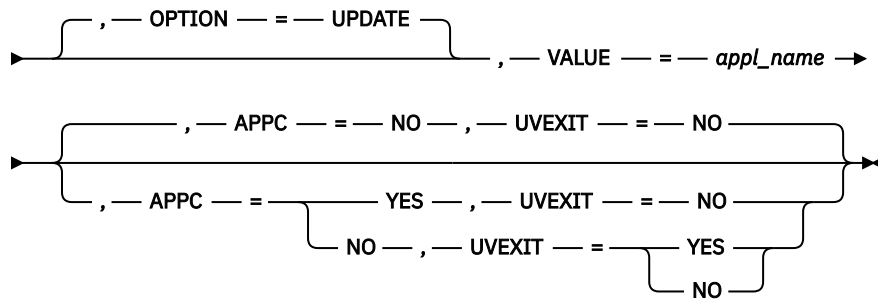 , OPTION = UPDATE
, VALUE = appl_name
, APPC = NO , UVEXIT = NO
, APPC = YES , UVEXIT = NO
NO , UVEXIT = YES
NO